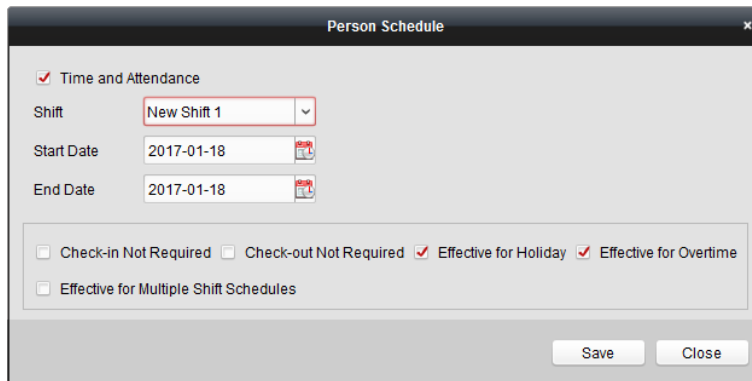 Person Schedule
Time and Attendance
Shift New Shift 1
Start Date 2017-01-18
End Date 2017-01-18
Check-in Not Required Check-out Not Required Effective for Holiday Effective for Overtime
Effective for Multiple Shift Schedules
Save Close